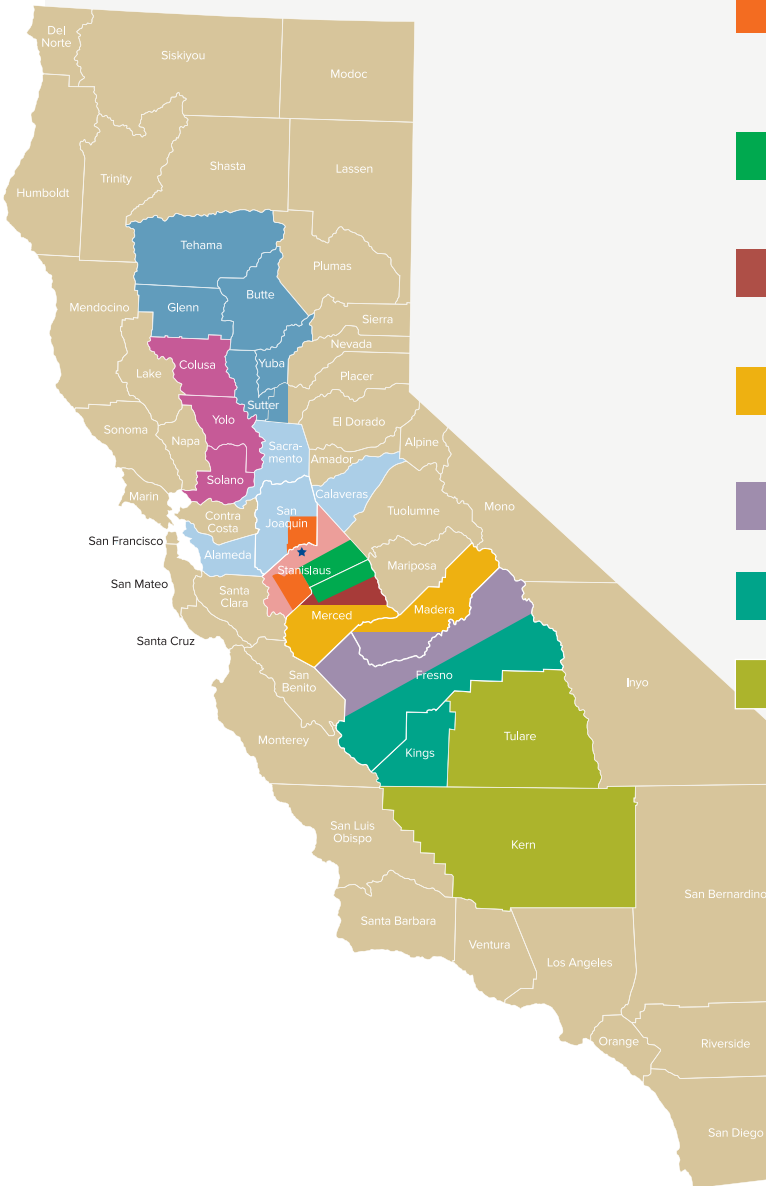 Del
Norte
Siskiyou
Modoc
Humboldt
Trinity
Shasta
Lassen
Tehama
Plumas
Mendocino
Glenn
Butte
Sierra
Nevada
Lake
Colusa
Yuba
Placer
Sutter
Sonoma
Napa
Yolo
El Dorado
Sacra-
mento
Amador
Alpine
Marin
Solano
Calaveras
Mono
Contra
Costa
San
Joaquin
Tuolumne
San Francisco
Alameda
Stanislaus
Mariposa
San Mateo
Santa
Clara
Merced
Madera
Santa Cruz
San
Benito
Fresno
Inyo
Monterey
Kings
Tulare
San Luis
Obispo
Kern
San Bernardino
Santa Barbara
Ventura
Los Angeles
Orange
Riverside
San Diego